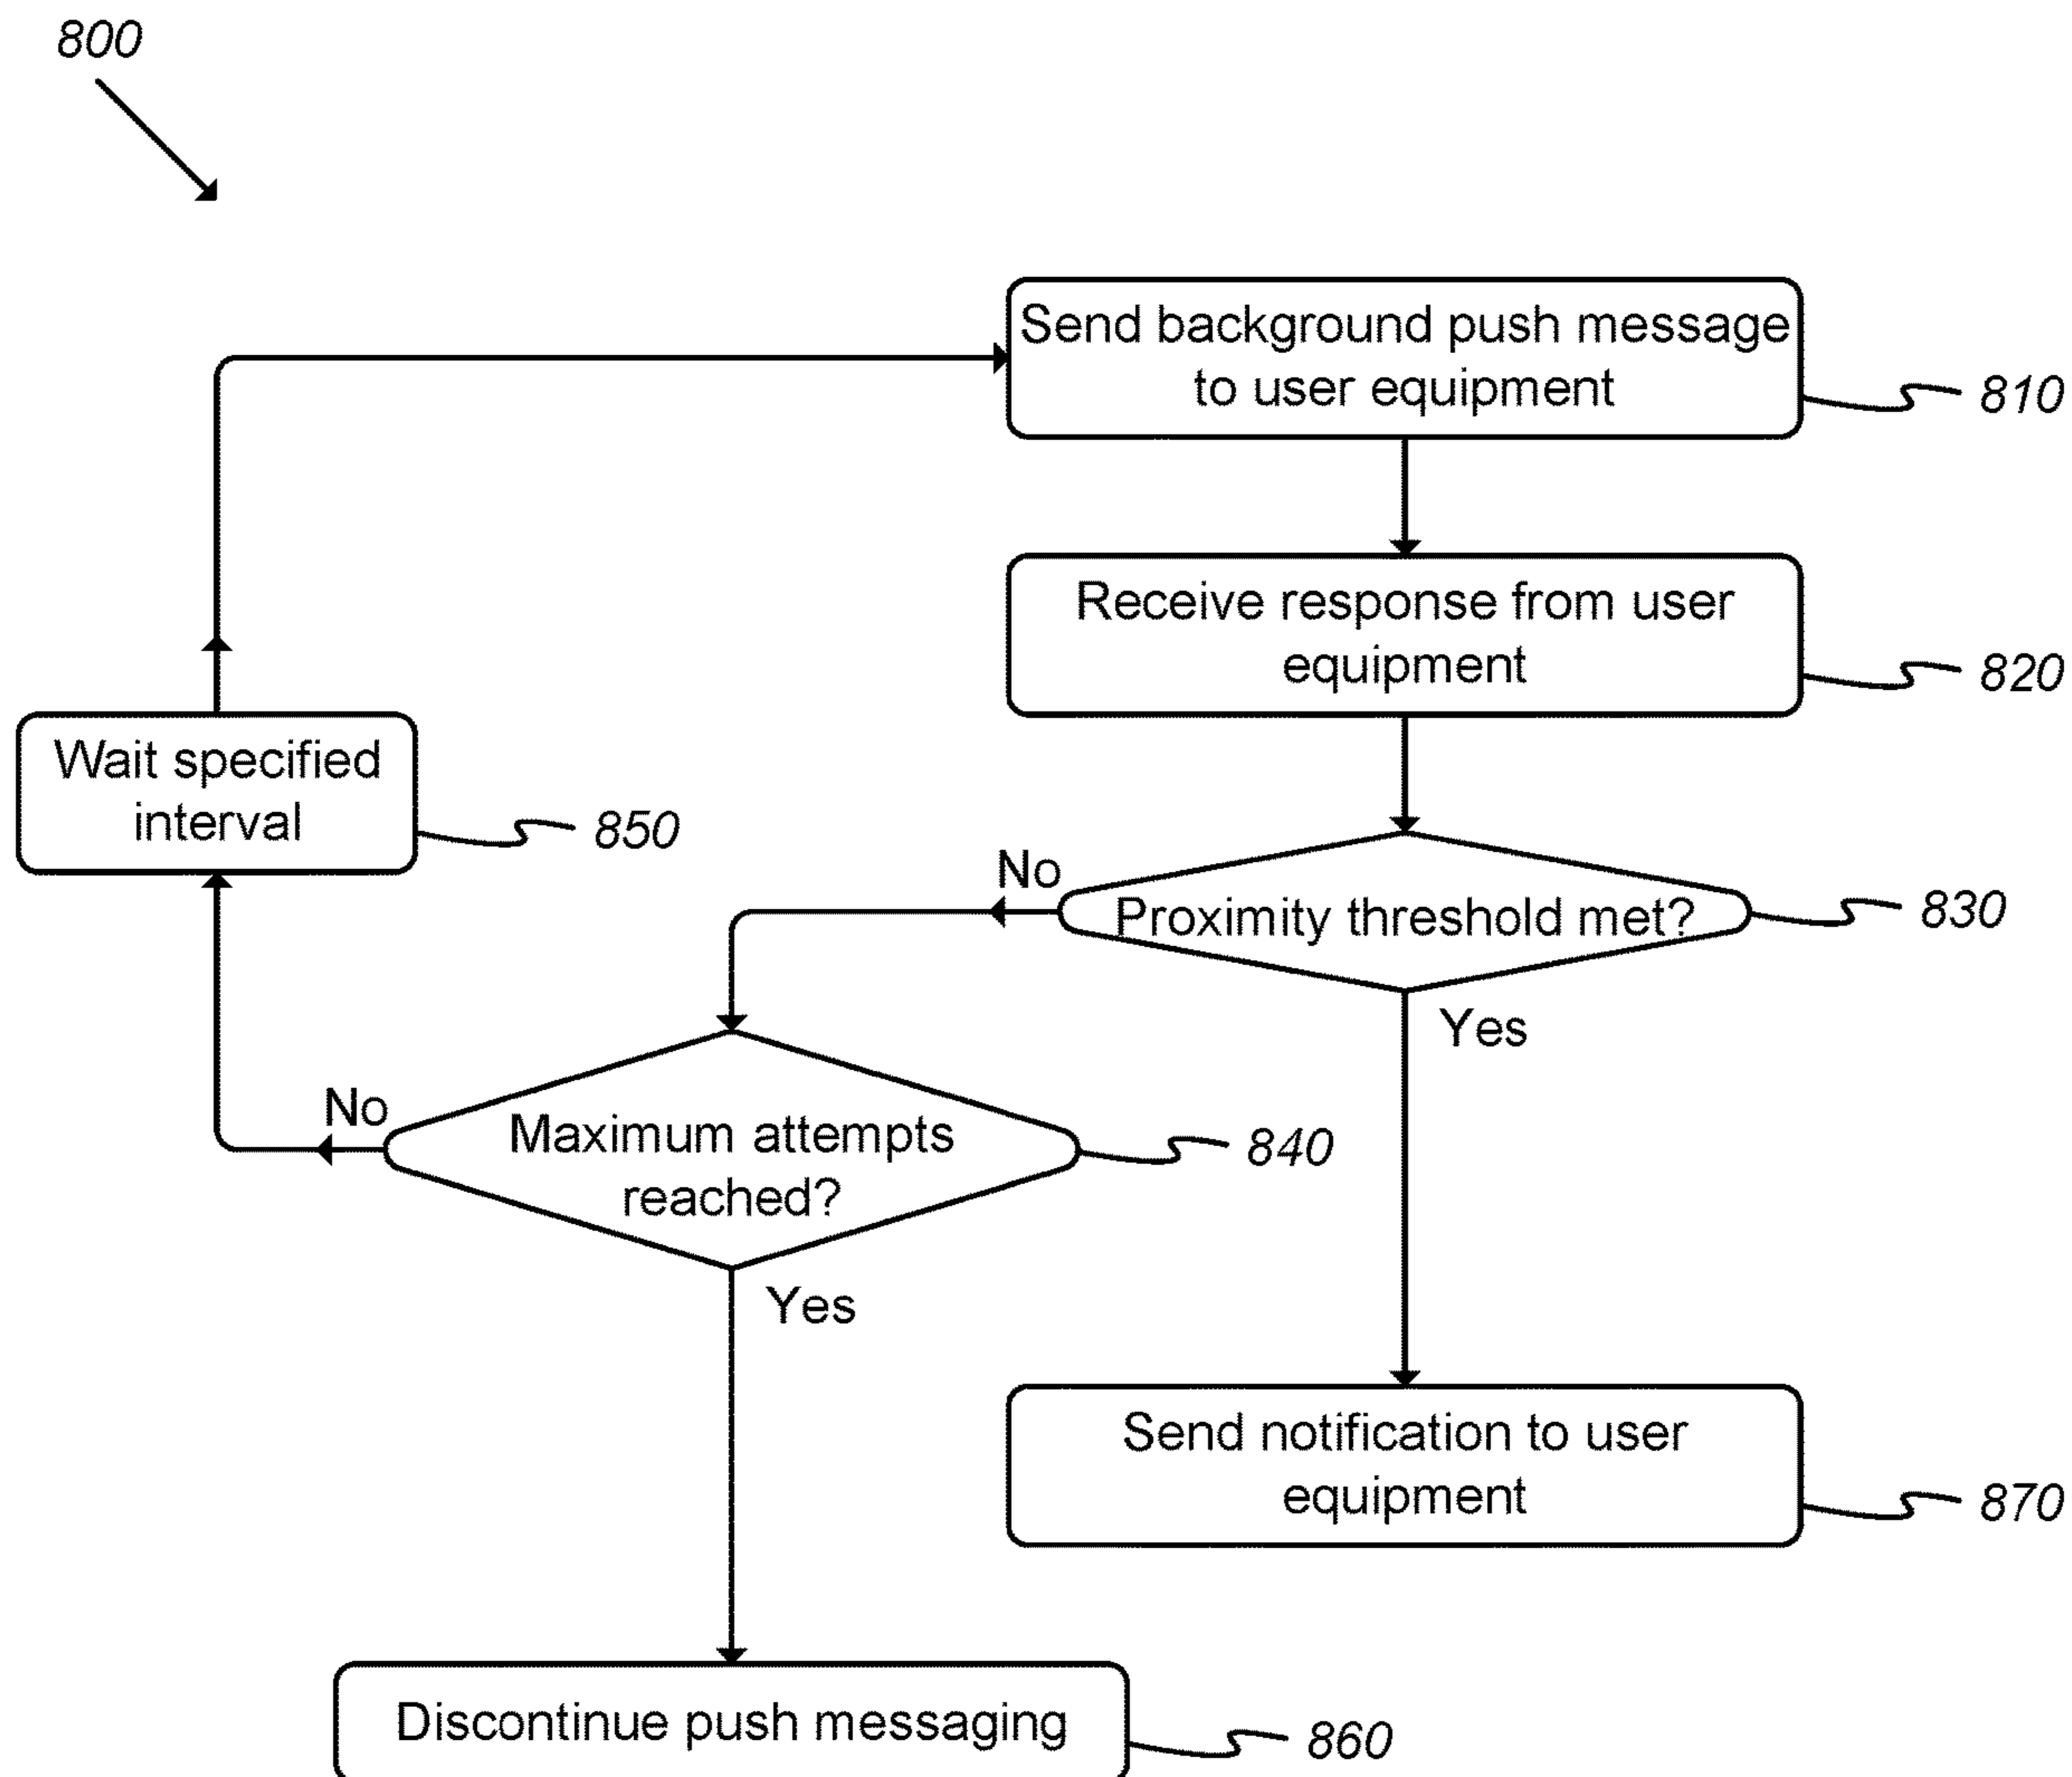 800
Send background push message
to user equipment
810
Receive response from user
equipment
820
Wait specified
interval
850
No
Proximity threshold met?
830
Yes
No
Maximum attempts
reached?
840
Yes
Send notification to user
equipment
870
Discontinue push messaging
860